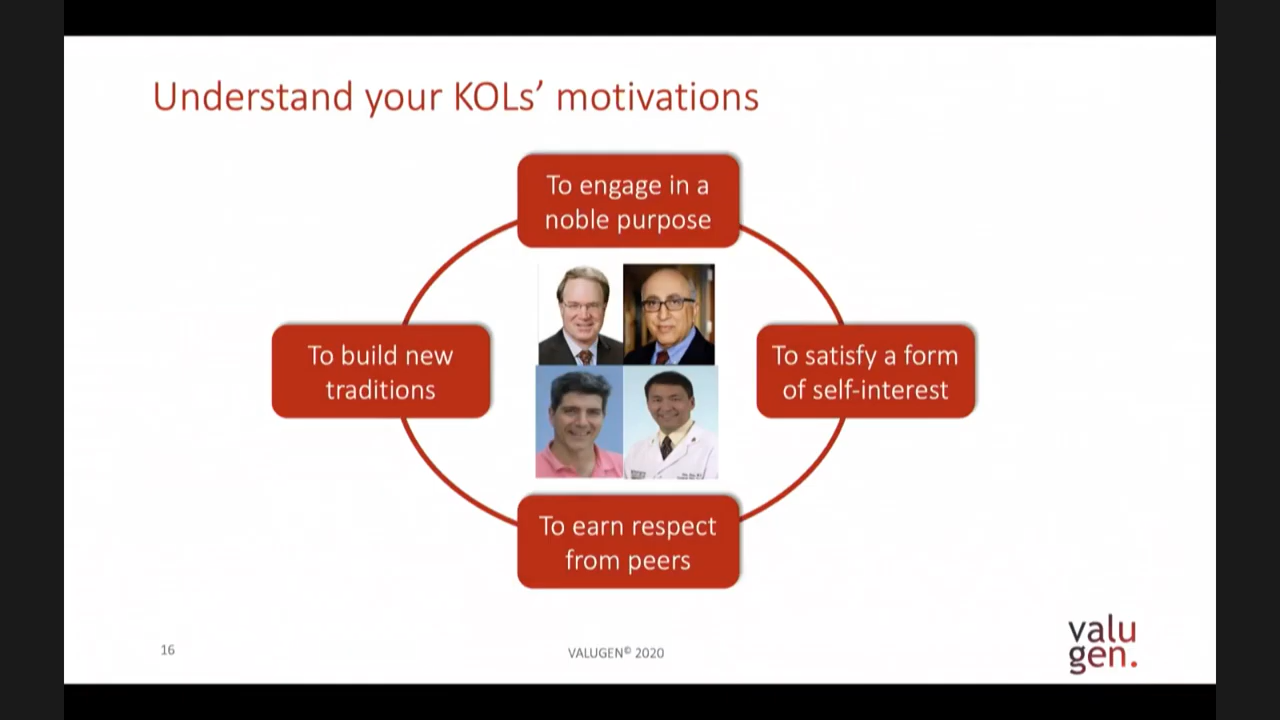 Understand your KOLs’ motivations
To engage in a
noble purpose
To build new
traditions
To satisfy a form
of self-interest
To earn respect
from peers
16
VALUGEN© 2020
valu
gen.